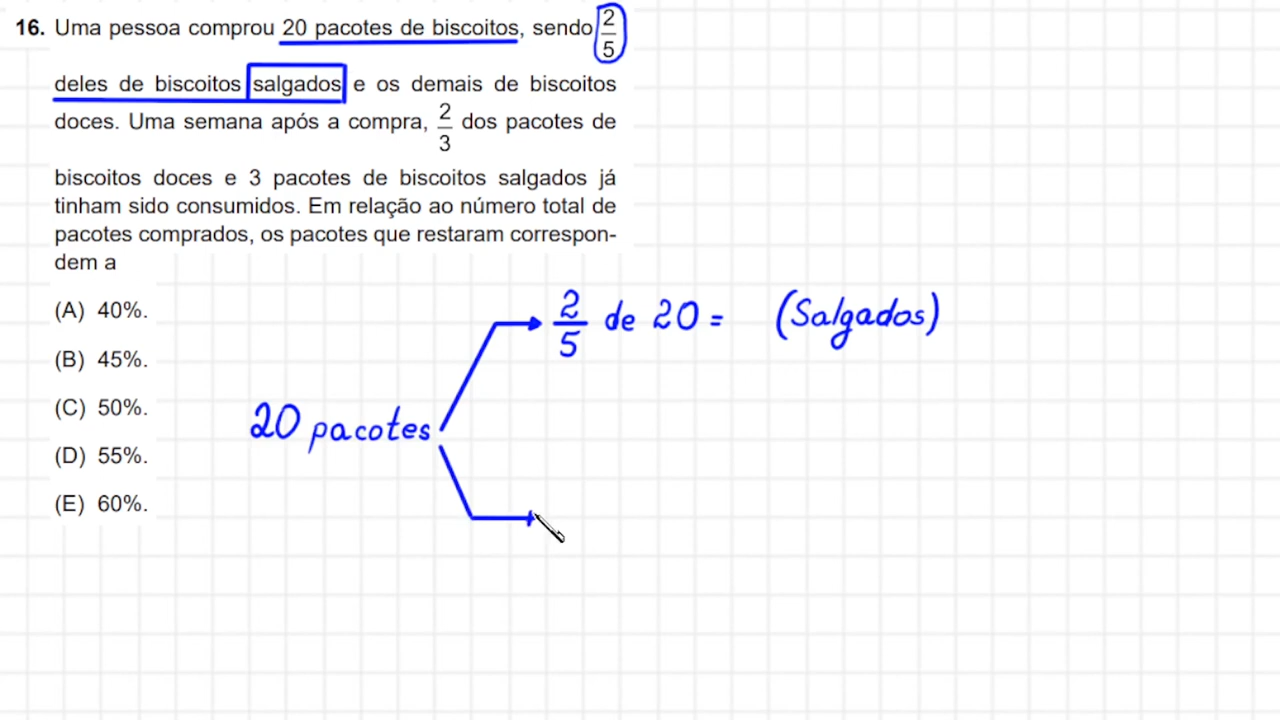 16. Uma pessoa comprou 20 pacotes de biscoitos, sendo 2/5
deles de biscoitos salgados e os demais de biscoitos
doces. Uma semana após a compra, 2/3 dos pacotes de
biscoitos doces e 3 pacotes de biscoitos salgados já
tinham sido consumidos. Em relação ao número total de
pacotes comprados, os pacotes que restaram correspon-
dem a
(A) 40%.
(B) 45%.
(C) 50%.
(D) 55%.
(E) 60%.
2/5 de 20 = (Salgados)
20 pacotes